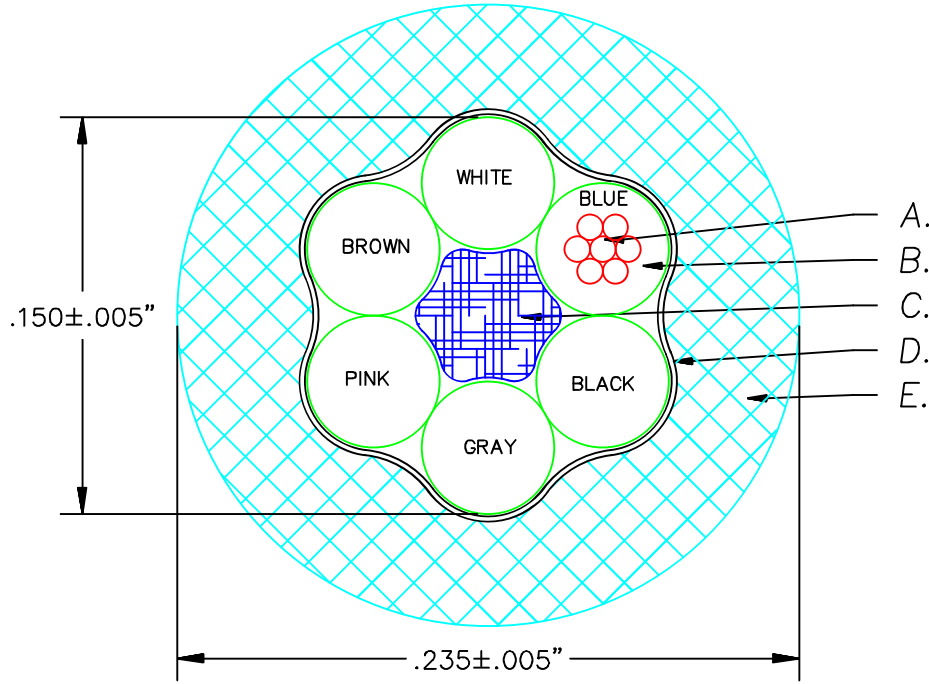 WHITE
BLUE
A.
BROWN
B.
C.
.150±.005”
D.
PINK
BLACK
E.
GRAY
.235±.005”